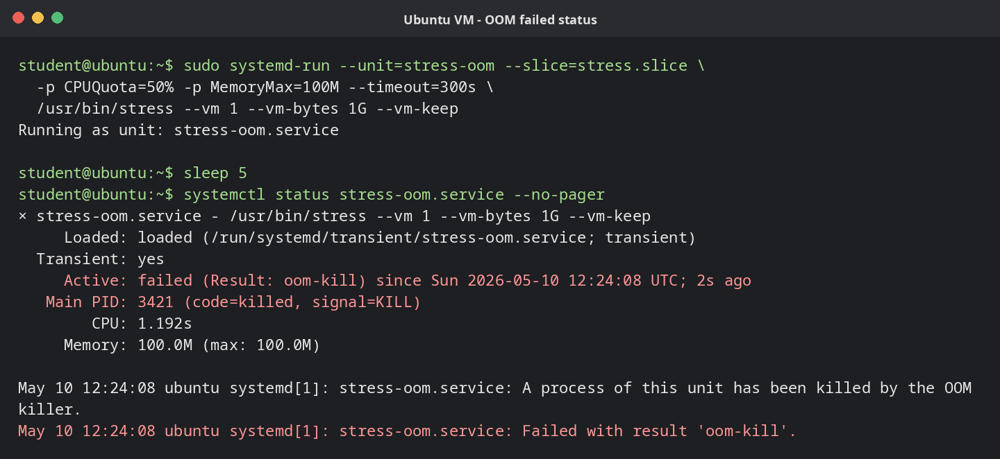 Ubuntu VM - OOM failed status
student@ubuntu:~$ sudo systemd-run --unit=stress-oom --slice=stress.slice \
  -p CPUQuota=50% -p MemoryMax=100M --timeout=300s \
  /usr/bin/stress --vm 1 --vm-bytes 1G --vm-keep
Running as unit: stress-oom.service
student@ubuntu:~$ sleep 5
student@ubuntu:~$ systemctl status stress-oom.service --no-pager
× stress-oom.service - /usr/bin/stress --vm 1 --vm-bytes 1G --vm-keep
     Loaded: loaded (/run/systemd/transient/stress-oom.service; transient)
  Transient: yes
     Active: failed (Result: oom-kill) since Sun 2026-05-10 12:24:08 UTC; 2s ago
   Main PID: 3421 (code=killed, signal=KILL)
        CPU: 1.192s
     Memory: 100.0M (max: 100.0M)
May 10 12:24:08 ubuntu systemd[1]: stress-oom.service: A process of this unit has been killed by the OOM
killer.
May 10 12:24:08 ubuntu systemd[1]: stress-oom.service: Failed with result 'oom-kill'.